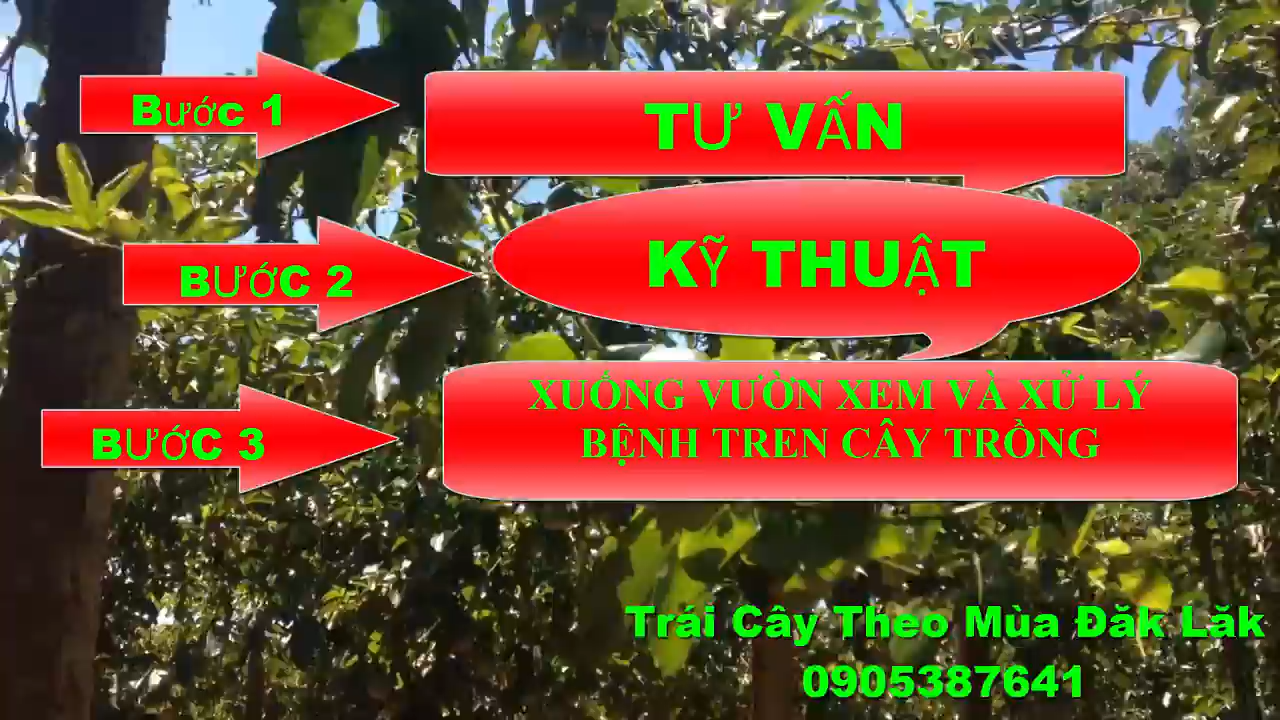 Bước 1
TƯ VẤN
BƯớC 2
KỸ THUẬT
XUỐNG VƯỜN XEM VÀ XỬ LÝ
BỆNH TREN CÂY TRỒNG
BƯớC 3
Trái Cây Theo Mùa Đăk Lăk
0905387641